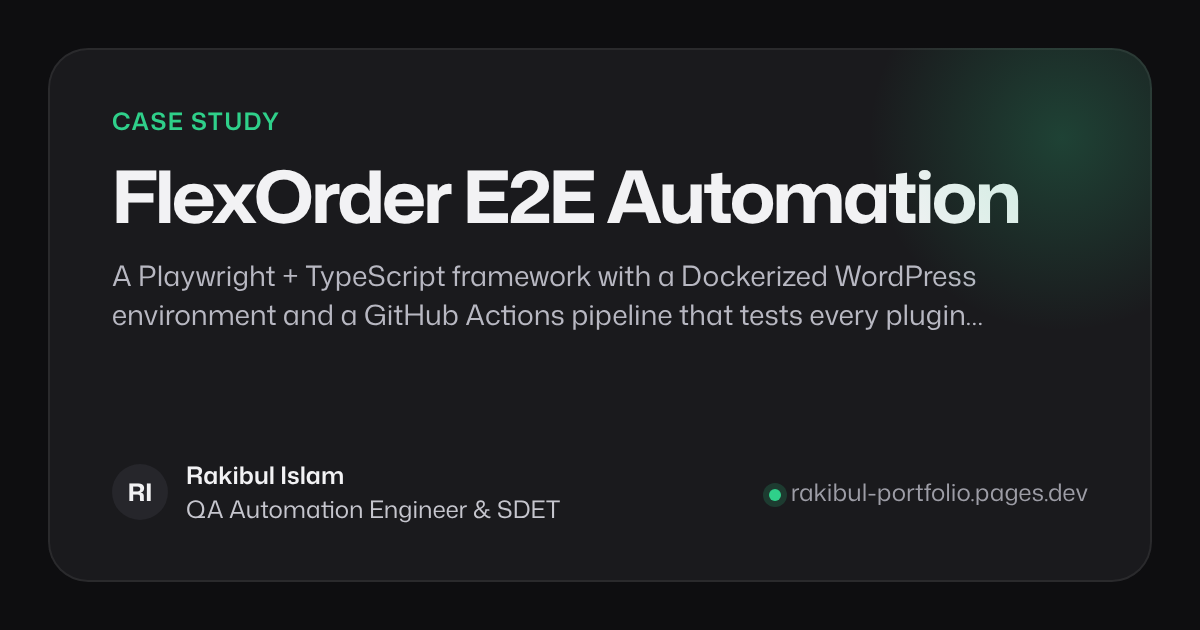 CASE STUDY
FlexOrder E2E Automation
A Playwright + TypeScript framework with a Dockerized WordPress
environment and a GitHub Actions pipeline that tests every plugin...
RI
Rakibul Islam
QA Automation Engineer & SDET
rakibul-portfolio.pages.dev